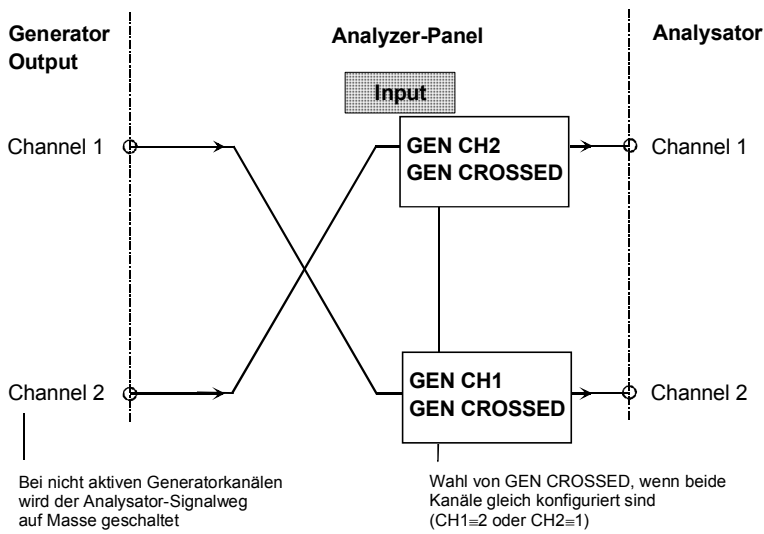 Generator
Output
Analyzer-Panel
Analysator
Input
Channel 1
GEN CH2
GEN CROSSED
Channel 1
Channel 2
GEN CH1
GEN CROSSED
Channel 2
Bei nicht aktiven Generatorkanälen
wird der Analysator-Signalweg
auf Masse geschaltet
Wahl von GEN CROSSED, wenn beide
Kanäle gleich konfiguriert sind
(CH1≡2 oder CH2≡1)